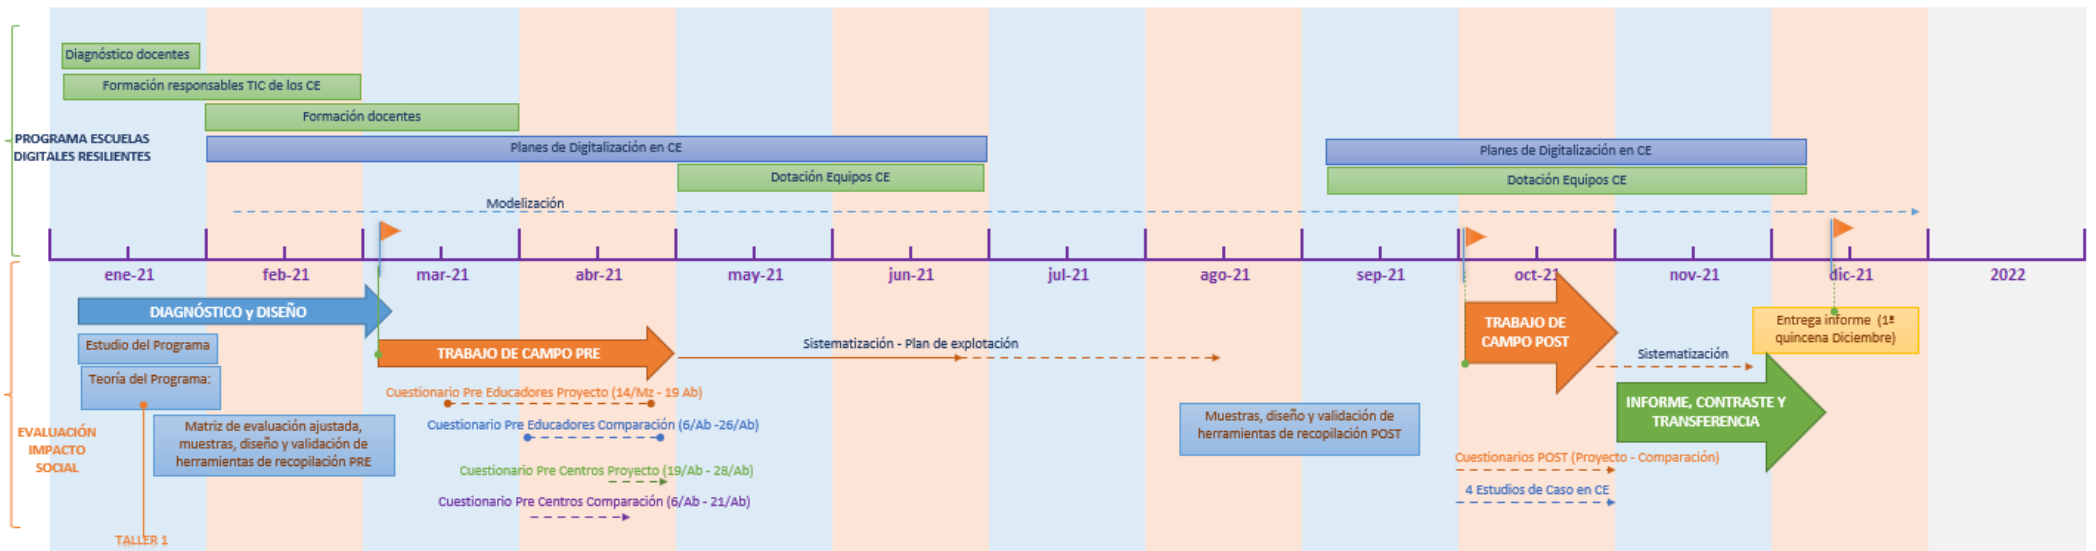 Diagnóstico docentes
Formación responsables TIC de los CE
Formación docentes
PROGRAMA ESCUELAS
DIGITALES RESILIENTES
Planes de Digitalización en CE
Planes de Digitalización en CE
Dotación Equipos CE
Dotación Equipos CE
Modelización
ene-21
feb-21
mar-21
abr-21
may-21
jun-21
jul-21
ago-21
sep-21
oct-21
nov-21
dic-21
2022
DIAGNÓSTICO y DISEÑO
Estudio del Programa
Teoría del Programa:
TRABAJO DE CAMPO PRE
Sistematización - Plan de explotación
TRABAJO DE
CAMPO POST
Entrega informe (1ª
quincena Diciembre)
Sistematización
Cuestionario Pre Educadores Proyecto (14/Mz - 19 Ab)
Cuestionario Pre Educadores Comparación (6/Ab -26/Ab)
Cuestionario Pre Centros Proyecto (19/Ab - 28/Ab)
Cuestionario Pre Centros Comparación (6/Ab - 21/Ab)
EVALUACIÓN
IMPACTO
SOCIAL
Matriz de evaluación ajustada,
muestras, diseño y validación de
herramientas de recopilación PRE
Muestras, diseño y validación de
herramientas de recopilación POST
INFORME, CONTRASTE Y
TRANSFERENCIA
Cuestionarios POST (Proyecto - Comparación)
4 Estudios de Caso en CE
TALLER 1